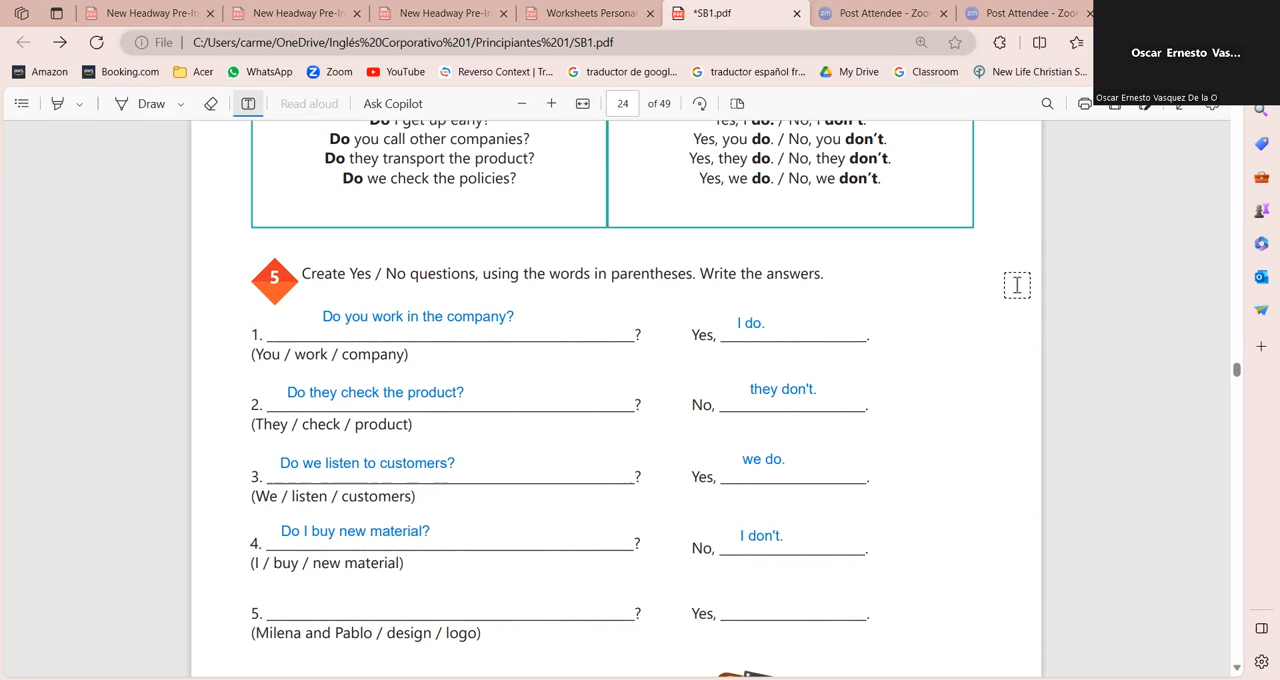 New Headway Pre-In
New Headway Pre-In
New Headway Pre-In
Worksheets Personal
*SB1.pdf
Post Attendee - Zoo
Post Attendee - Zoo
File
C:/Users/carme/OneDrive/Inglés%20Corporativo%201/Principiantes%201/SB1.pdf
Oscar Ernesto Vas...
Amazon
Booking.com
Acer
WhatsApp
Zoom
YouTube
Reverso Context | Tr...
traductor de googl...
traductor español fr...
My Drive
Classroom
New Life Christian S...
Oscar Ernesto Vasquez De la O
Draw
Read aloud
Ask Copilot
24 of 49
Do I get up early? Yes, I do. / No, I don't.
Do you call other companies? Yes, you do. / No, you don't.
Do they transport the product? Yes, they do. / No, they don't.
Do we check the policies? Yes, we do. / No, we don't.
5 Create Yes / No questions, using the words in parentheses. Write the answers.
Do you work in the company? I do.
1. ? Yes, .
(You / work / company)
Do they check the product? they don't.
2. ? No, .
(They / check / product)
Do we listen to customers? we do.
3. ? Yes, .
(We / listen / customers)
Do I buy new material? I don't.
4. ? No, .
(I / buy / new material)
5. ? Yes, .
(Milena and Pablo / design / logo)